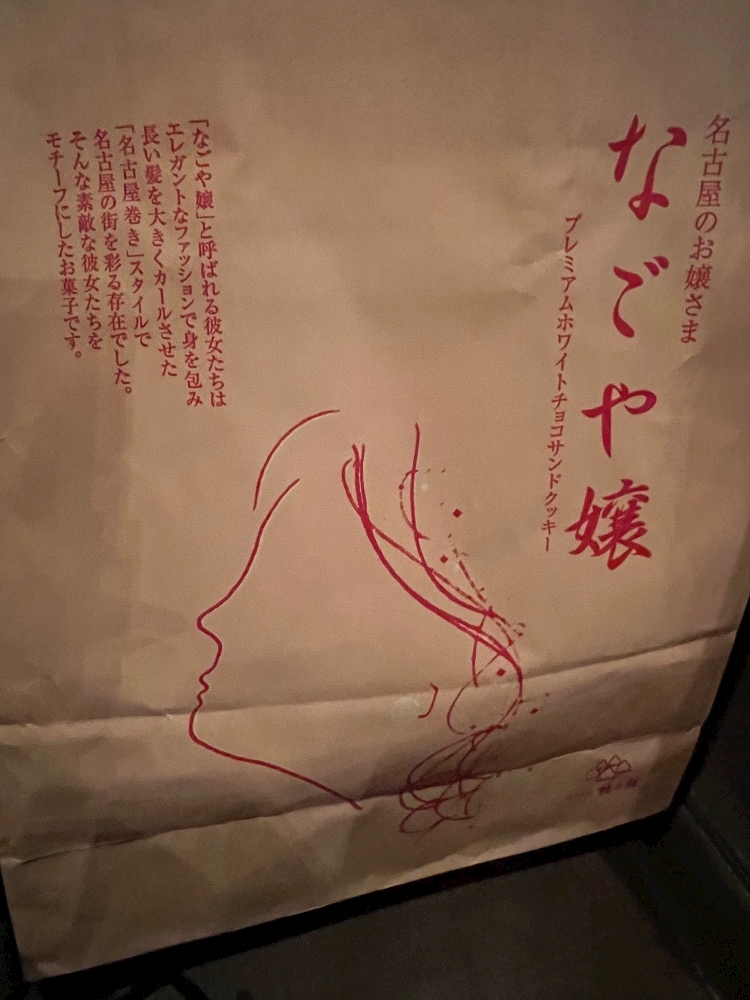 名古屋のお嬢さま
なごや嬢
プレミアムホワイトチョコサンドクッキー
「なごや嬢」と呼ばれる彼女たちは
エレガントなファッションで身を包み
長い髪を大きくカールさせた
「名古屋巻き」スタイルで
名古屋の街を彩る存在でした。
そんな素敵な彼女たちを
モチーフにしたお菓子です。